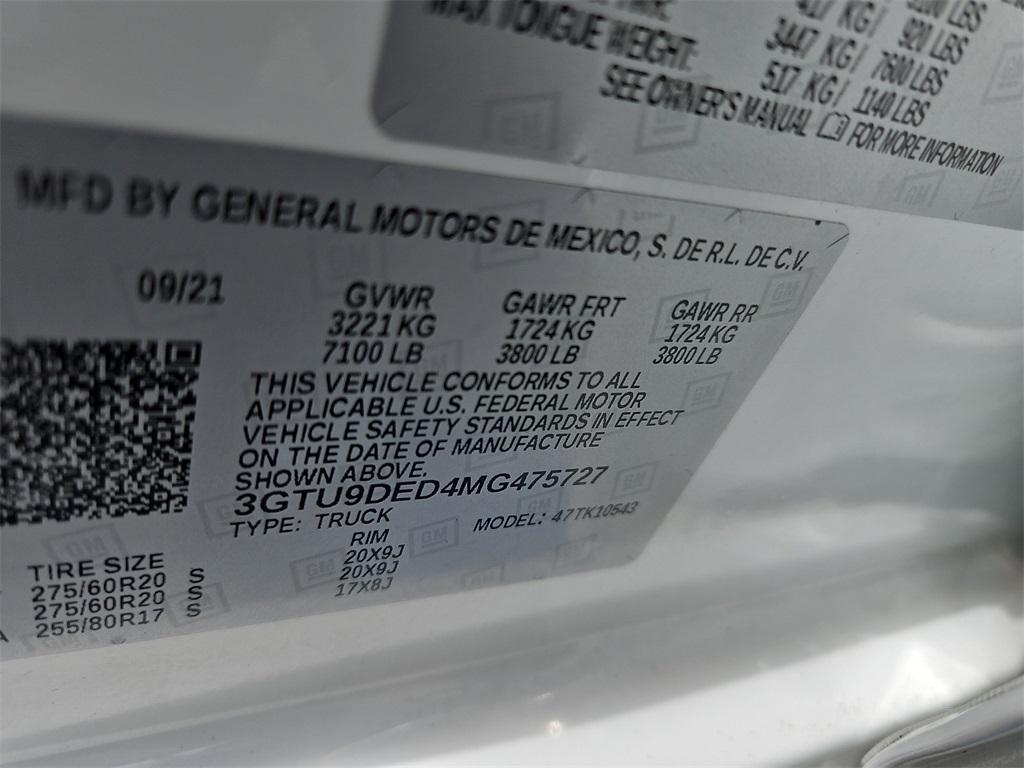 417 KG/ 920 LBS
3447 KG/ 7600 LBS
MAX TONGUE WEIGHT: 517 KG/ 1140 LBS
SEE OWNER'S MANUAL FOR MORE INFORMATION
MFD BY GENERAL MOTORS DE MEXICO, S. DE R.L. DE C.V.
09/21 GVWR GAWR FRT GAWR RR
3221 KG 1724 KG 1724 KG
7100 LB 3800 LB 3800 LB
THIS VEHICLE CONFORMS TO ALL
APPLICABLE U.S. FEDERAL MOTOR
VEHICLE SAFETY STANDARDS IN EFFECT
ON THE DATE OF MANUFACTURE
SHOWN ABOVE.
3GTU9DED4MG475727
TYPE: TRUCK MODEL: 47TK10543
TIRE SIZE RIM
275/60R20 S 20X9J
275/60R20 S 20X9J
255/80R17 S 17X8J